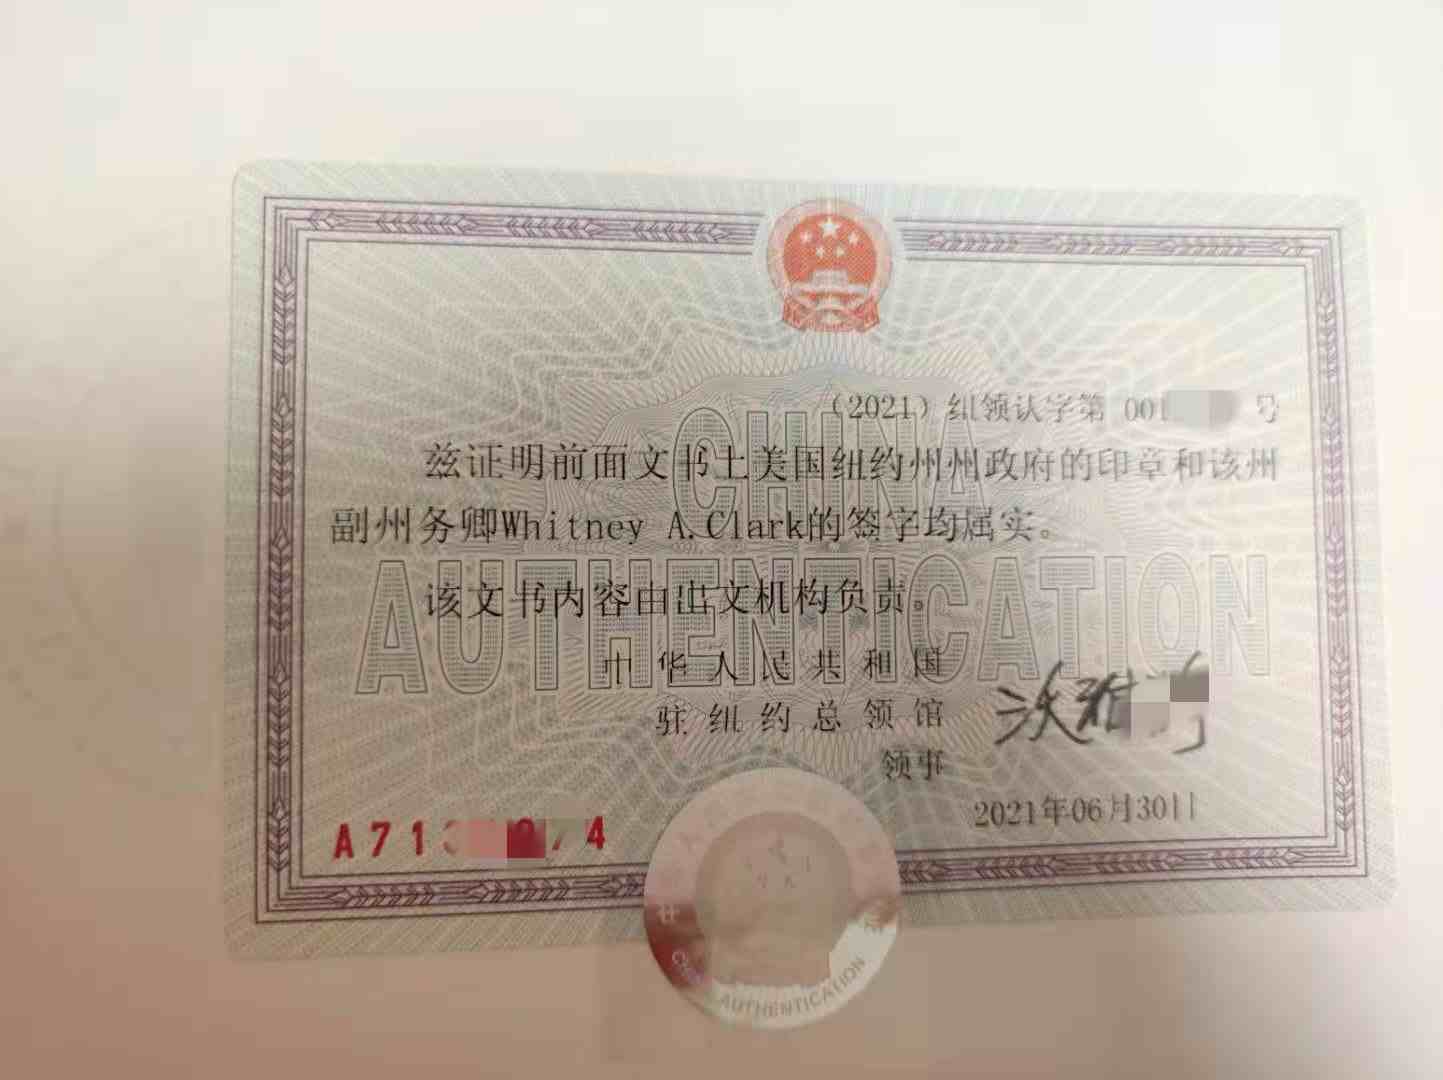 CHINA
AUTHENTICATION
(2021) 纽领认字第 001 号
兹证明前面文书上美国纽约州州政府的印章和该州
副州务卿Whitney A.Clark的签字均属实。
该文书内容由出文机构负责。
中华人民共和国
驻纽约总领馆
领事
2021年06月30日
A71 74
CHINA AUTHENTICATION